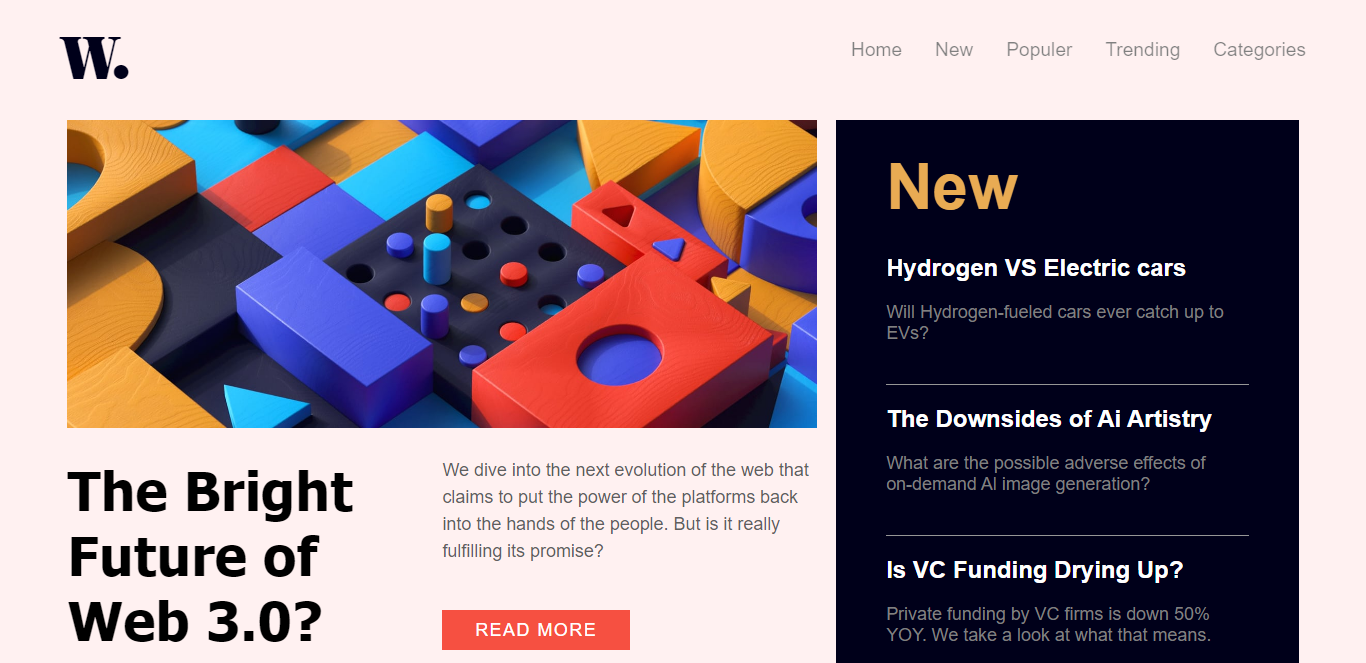 W.
Home New Populer Trending Categories
The Bright
Future of
Web 3.0?
We dive into the next evolution of the web that
claims to put the power of the platforms back
into the hands of the people. But is it really
fulfilling its promise?
READ MORE
New
Hydrogen VS Electric cars
Will Hydrogen-fueled cars ever catch up to
EVs?
The Downsides of Ai Artistry
What are the possible adverse effects of
on-demand AI image generation?
Is VC Funding Drying Up?
Private funding by VC firms is down 50%
YOY. We take a look at what that means.